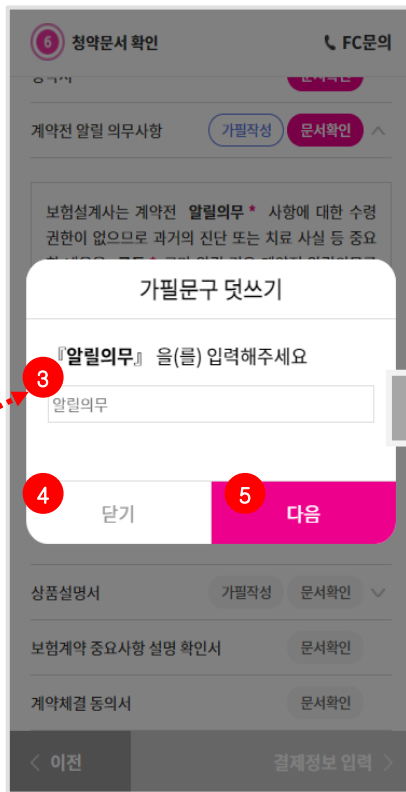 6 청약문서 확인 FC문의
계약전 알릴 의무사항 가필작성 문서확인
보험설계사는 계약전 알릴의무 * 사항에 대한 수령
권한이 없으므로 과거의 진단 또는 치료 사실 등 중요
가필문구 덧쓰기
『알릴의무』 을(를) 입력해주세요
3
알릴의무
4 닫기
5 다음
상품설명서 가필작성 문서확인
보험계약 중요사항 설명 확인서 문서확인
계약체결 동의서 문서확인
< 이전 결제정보 입력 >